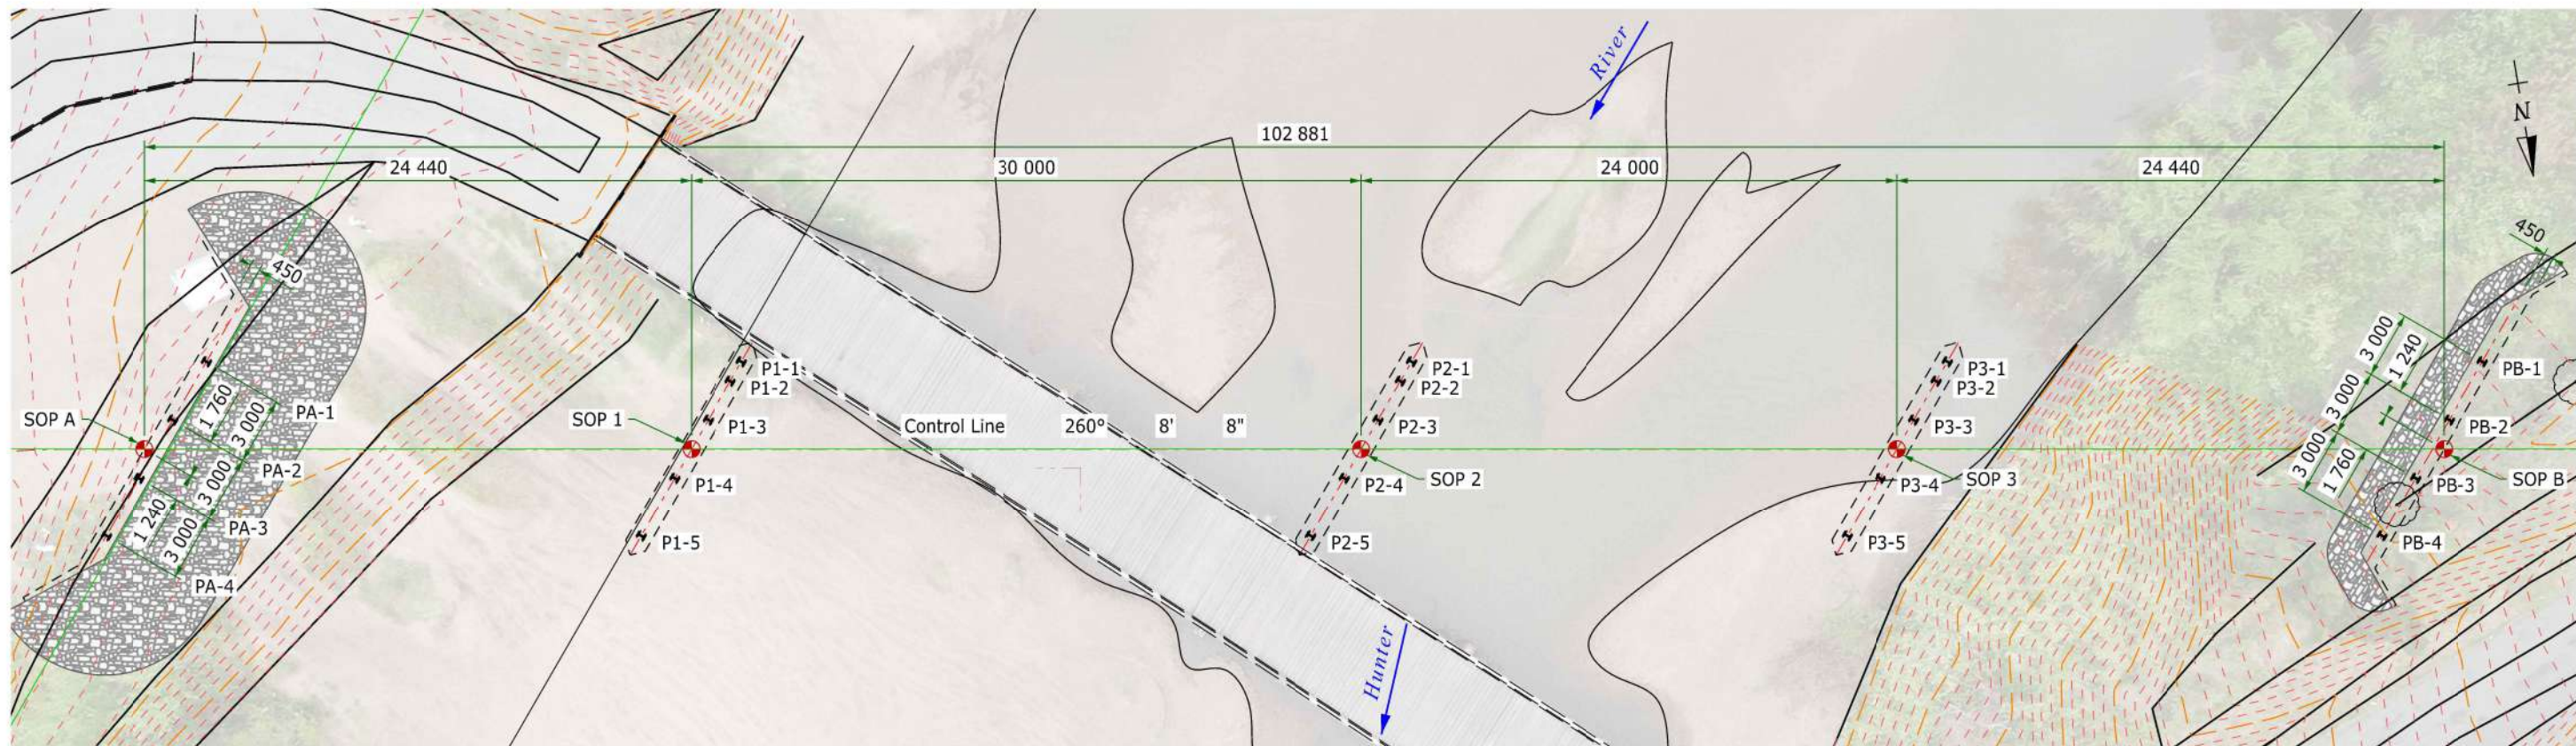 River
N
102 881
24 440
30 000
24 000
24 440
450
450
3 000
1 240
3 000
3 000
1 760
1 760
3 000
3 000
1 240
3 000
PA-1
PA-2
PA-3
PA-4
SOP A
SOP 1
P1-1
P1-2
P1-3
P1-4
P1-5
Control Line 260° 8' 8"
P2-1
P2-2
P2-3
P2-4
P2-5
SOP 2
P3-1
P3-2
P3-3
P3-4
P3-5
SOP 3
PB-1
PB-2
PB-3
PB-4
SOP B
Hunter